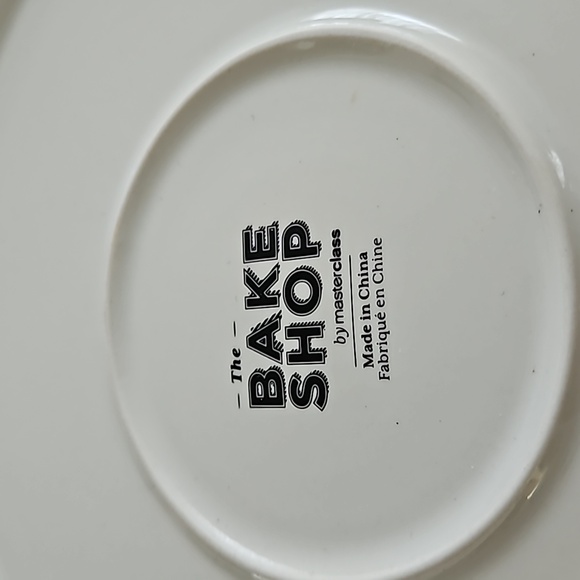 – The –
BAKE
SHOP
by masterclass
Made in China
Fabriqué en Chine